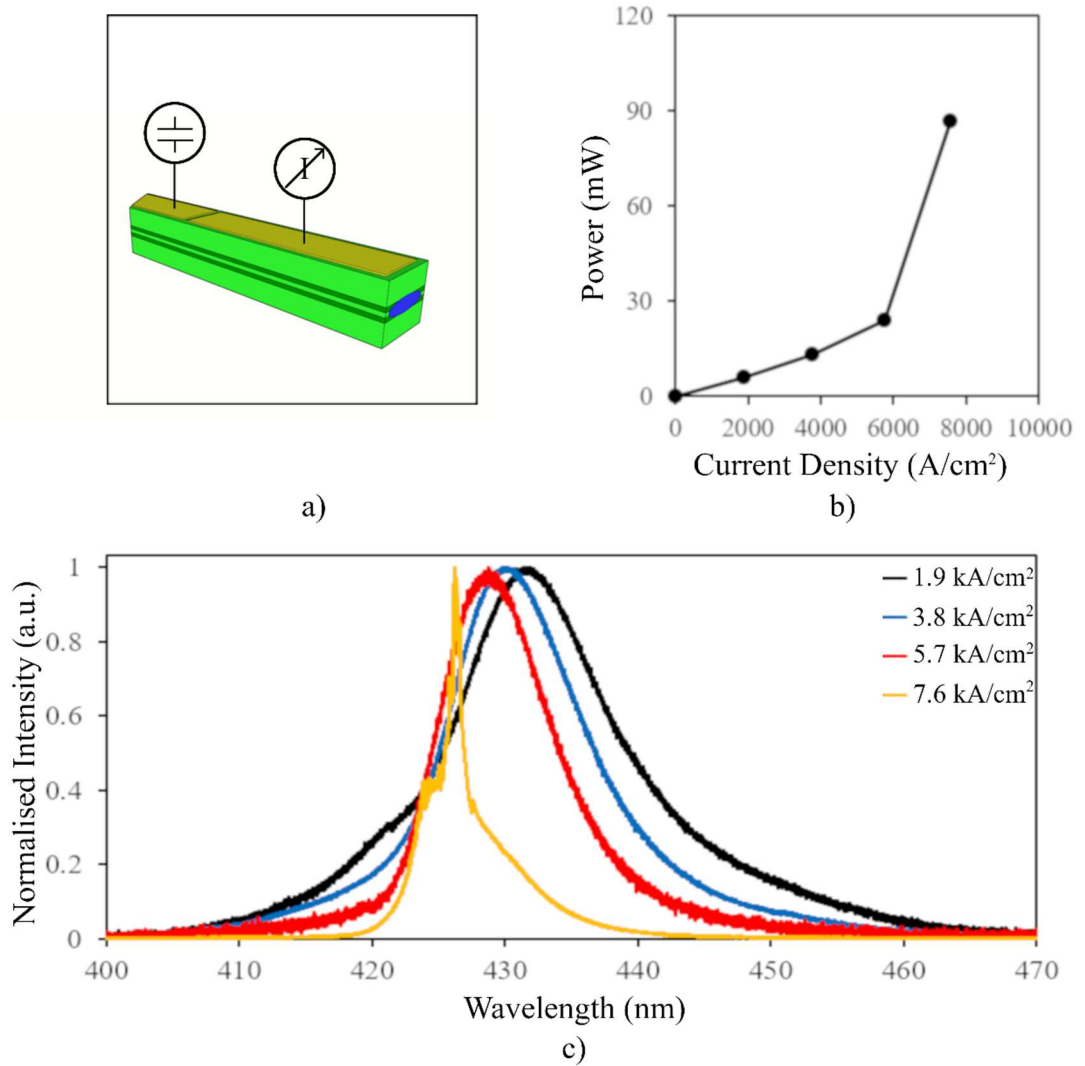 I
a)
120
90
60
30
0
Power (mW)
0 2000 4000 6000 8000 10000
Current Density (A/cm²)
b)
1
0.8
0.6
0.4
0.2
0
Normalised Intensity (a.u.)
1.9 kA/cm²
3.8 kA/cm²
5.7 kA/cm²
7.6 kA/cm²
400 410 420 430 440 450 460 470
Wavelength (nm)
c)